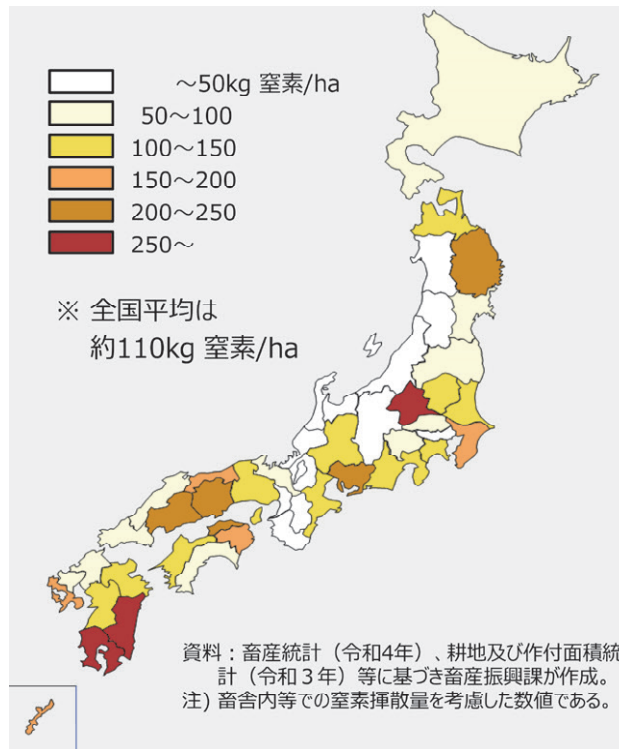 ～50kg 窒素/ha
50～100
100～150
150～200
200～250
250～
※ 全国平均は
約110kg 窒素/ha
資料：畜産統計（令和4年）、耕地及び作付面積統
計（令和３年）等に基づき畜産振興課が作成。
注) 畜舎内等での窒素揮散量を考慮した数値である。